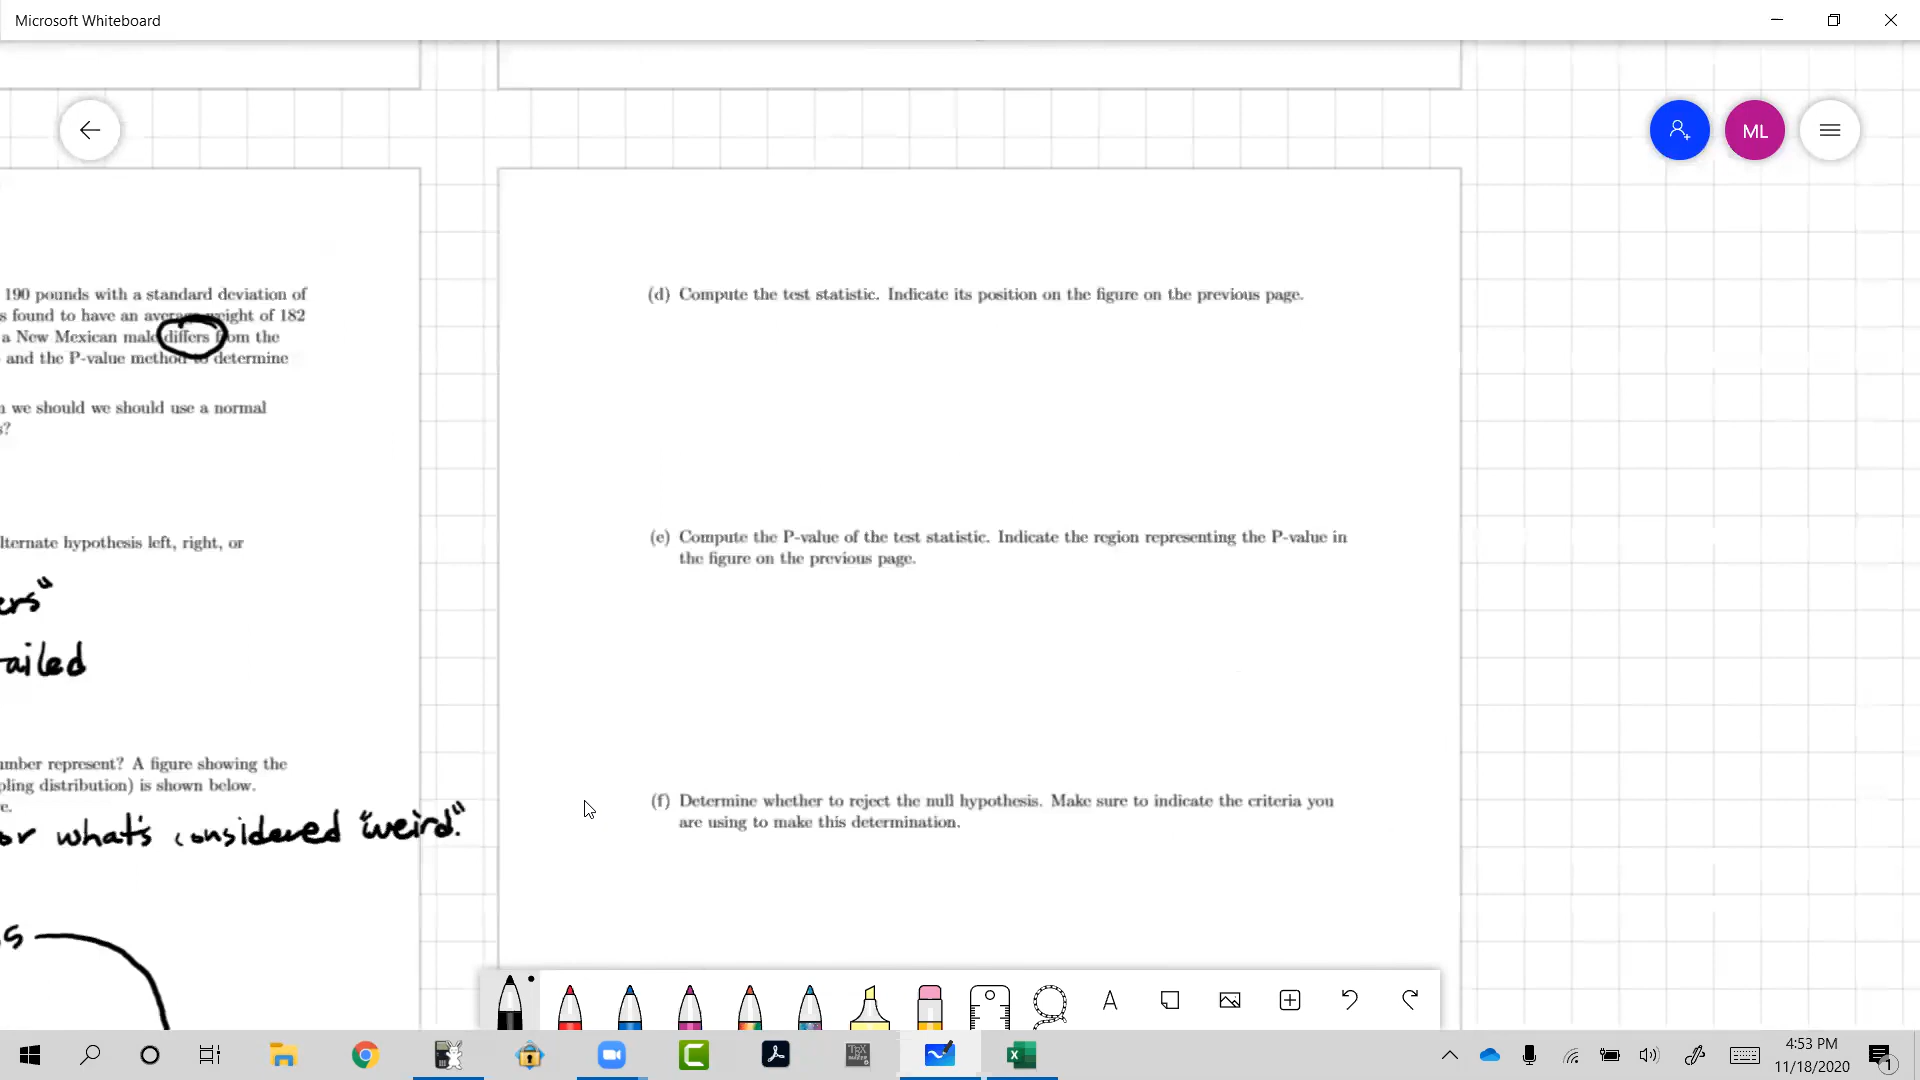 Microsoft Whiteboard
ML
190 pounds with a standard deviation of
s found to have an average weight of 182
a New Mexican male differs from the
and the P-value method to determine
we should we should use a normal
s?
lternate hypothesis left, right, or
ers"
ailed
umber represent? A figure showing the
pling distribution) is shown below.
e.
or what's considered "weird."
s
(d) Compute the test statistic. Indicate its position on the figure on the previous page.
(e) Compute the P-value of the test statistic. Indicate the region representing the P-value in
the figure on the previous page.
(f) Determine whether to reject the null hypothesis. Make sure to indicate the criteria you
are using to make this determination.
4:53 PM
11/18/2020
1